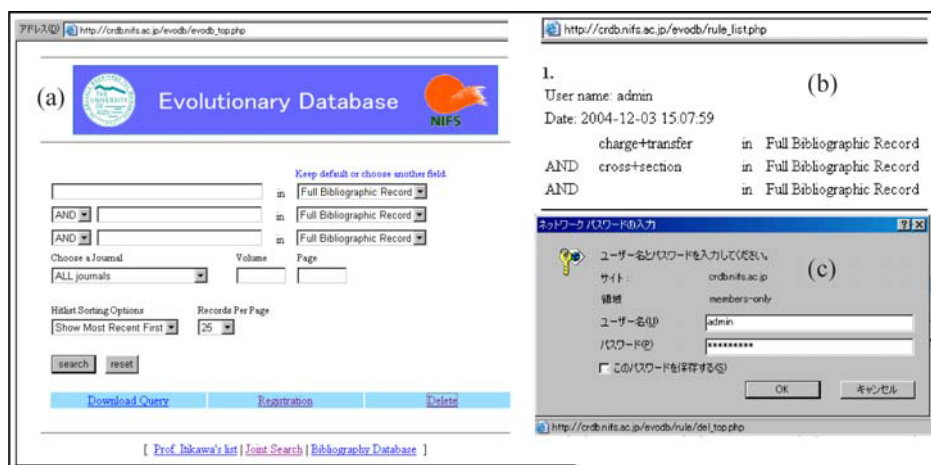 アドレス(D) http://crdb.nifs.ac.jp/evodb/evodb_top.php
(a)
THE UNIVERSITY OF
Evolutionary Database
NIFS
Keep default or choose another field.
in Full Bibliographic Record
AND in Full Bibliographic Record
AND in Full Bibliographic Record
Choose a Journal Volume Page
ALL journals
Hitlist Sorting Options Records Per Page
Show Most Recent First 25
search reset
Download Query Registration Delete
[ Prof. Itikawa's list | Joint Search | Bibliography Database ]
http://crdb.nifs.ac.jp/evodb/rule_list.php
(b)
1.
User name: admin
Date: 2004-12-03 15:07:59
charge+transfer in Full Bibliographic Record
AND cross+section in Full Bibliographic Record
AND in Full Bibliographic Record
ネットワーク パスワードの入力
(c)
ユーザー名とパスワードを入力してください。
サイト: crdb.nifs.ac.jp
領域 members-only
ユーザー名(U) admin
パスワード(P) *********
このパスワードを保存する(S)
OK キャンセル
http://crdb.nifs.ac.jp/evodb/rule/del_top.php